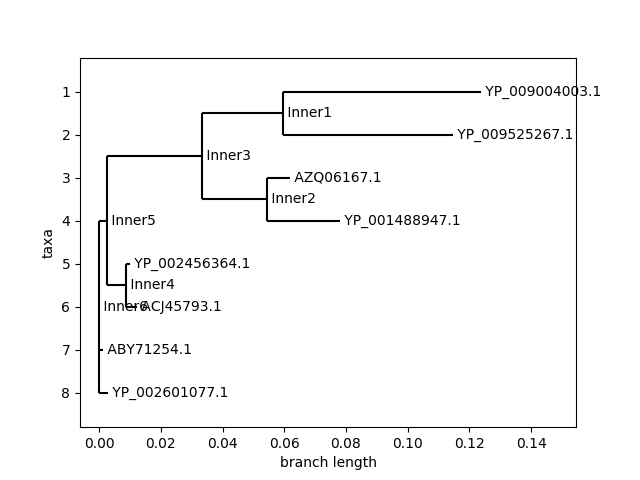 1 YP_009004003.1
Inner1
2 YP_009525267.1
Inner3
3 AZQ06167.1
Inner2
4 YP_001488947.1
Inner5
taxa
5 YP_002456364.1
Inner4
6 Inner6 ACJ45793.1
7 ABY71254.1
8 YP_002601077.1
0.00 0.02 0.04 0.06 0.08 0.10 0.12 0.14
branch length